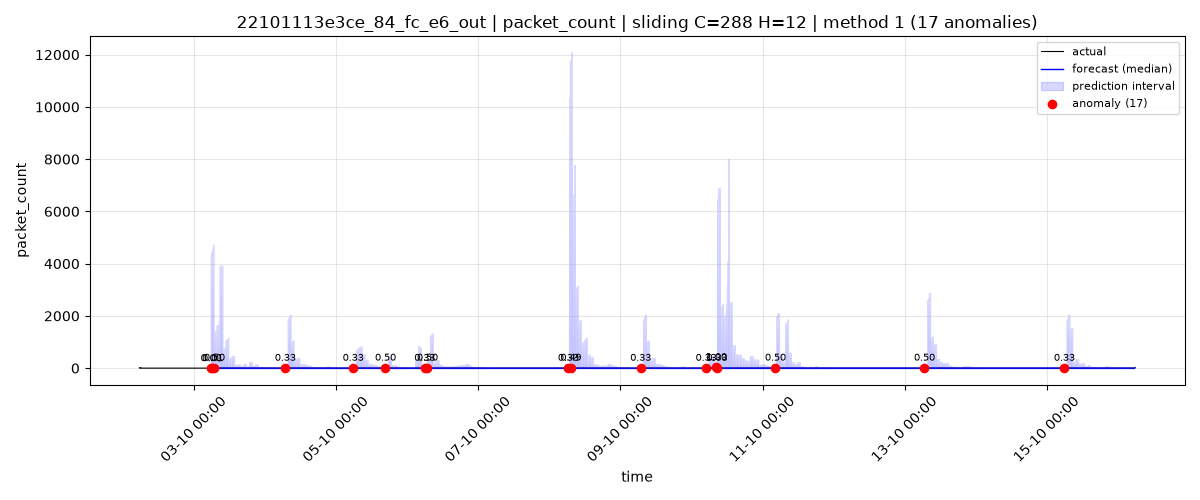 22101113e3ce_84_fc_e6_out | packet_count | sliding C=288 H=12 | method 1 (17 anomalies)
actual
forecast (median)
prediction interval
anomaly (17)
packet_count
12000
10000
8000
6000
4000
2000
0
0.33 0.33 0.50 0.33 0.33 0.50 0.50 0.33
03-10 00:00 05-10 00:00 07-10 00:00 09-10 00:00 11-10 00:00 13-10 00:00 15-10 00:00
time